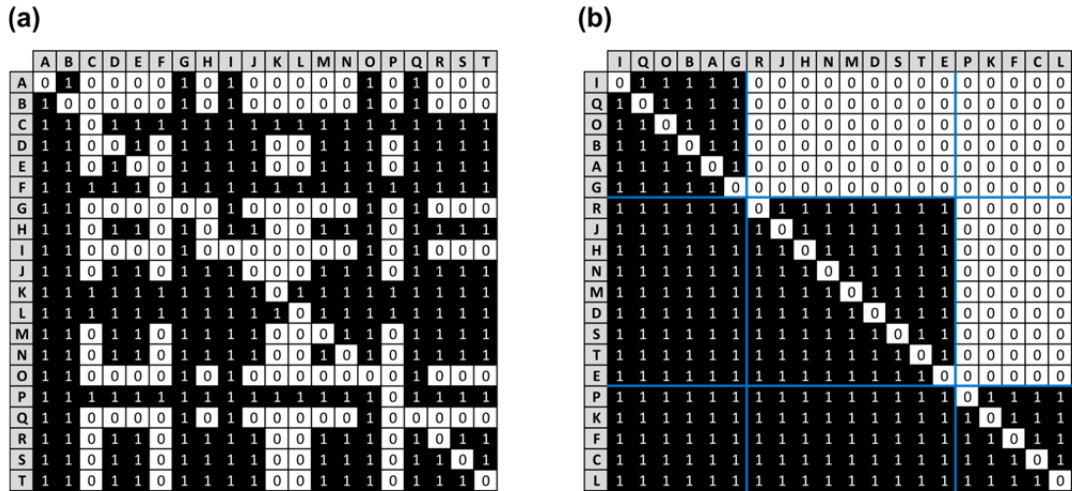 (a)
A B C D E F G H I J K L M N O P Q R S T
A 0 1 0 0 0 0 1 0 1 0 0 0 0 0 1 0 1 0 0 0
B 1 0 0 0 0 0 1 0 1 0 0 0 0 0 1 0 1 0 0 0
C 1 1 0 1 1 1 1 1 1 1 1 1 1 1 1 1 1 1 1 1
D 1 1 0 0 1 0 1 1 1 1 0 0 1 1 1 0 1 1 1 1
E 1 1 0 1 0 0 1 1 1 1 0 0 1 1 1 0 1 1 1 1
F 1 1 1 1 1 0 1 1 1 1 1 1 1 1 1 1 1 1 1 1
G 1 1 0 0 0 0 0 0 1 0 0 0 0 0 1 0 1 0 0 0
H 1 1 0 1 1 0 1 0 1 1 0 0 1 1 1 0 1 1 1 1
I 1 1 0 0 0 0 1 0 0 0 0 0 0 0 1 0 1 0 0 0
J 1 1 0 1 1 0 1 1 1 0 0 0 1 1 1 0 1 1 1 1
K 1 1 1 1 1 1 1 1 1 1 0 1 1 1 1 1 1 1 1 1
L 1 1 1 1 1 1 1 1 1 1 1 0 1 1 1 1 1 1 1 1
M 1 1 0 1 1 0 1 1 1 1 0 0 0 1 1 0 1 1 1 1
N 1 1 0 1 1 0 1 1 1 1 0 0 1 0 1 0 1 1 1 1
O 1 1 0 0 0 0 1 0 1 0 0 0 0 0 0 0 1 0 0 0
P 1 1 1 1 1 1 1 1 1 1 1 1 1 1 1 0 1 1 1 1
Q 1 1 0 0 0 0 1 0 1 0 0 0 0 0 1 0 0 0 0 0
R 1 1 0 1 1 0 1 1 1 1 0 0 1 1 1 0 1 0 1 1
S 1 1 0 1 1 0 1 1 1 1 0 0 1 1 1 0 1 1 0 1
T 1 1 0 1 1 0 1 1 1 1 0 0 1 1 1 0 1 1 1 0
(b)
I Q O B A G R J H N M D S T E P K F C L
I 0 1 1 1 1 1 0 0 0 0 0 0 0 0 0 0 0 0 0 0
Q 1 0 1 1 1 1 0 0 0 0 0 0 0 0 0 0 0 0 0 0
O 1 1 0 1 1 1 0 0 0 0 0 0 0 0 0 0 0 0 0 0
B 1 1 1 0 1 1 0 0 0 0 0 0 0 0 0 0 0 0 0 0
A 1 1 1 1 0 1 0 0 0 0 0 0 0 0 0 0 0 0 0 0
G 1 1 1 1 1 0 0 0 0 0 0 0 0 0 0 0 0 0 0 0
R 1 1 1 1 1 1 0 1 1 1 1 1 1 1 1 0 0 0 0 0
J 1 1 1 1 1 1 1 0 1 1 1 1 1 1 1 0 0 0 0 0
H 1 1 1 1 1 1 1 1 0 1 1 1 1 1 1 0 0 0 0 0
N 1 1 1 1 1 1 1 1 1 0 1 1 1 1 1 0 0 0 0 0
M 1 1 1 1 1 1 1 1 1 1 0 1 1 1 1 0 0 0 0 0
D 1 1 1 1 1 1 1 1 1 1 1 0 1 1 1 0 0 0 0 0
S 1 1 1 1 1 1 1 1 1 1 1 1 0 1 1 0 0 0 0 0
T 1 1 1 1 1 1 1 1 1 1 1 1 1 0 1 0 0 0 0 0
E 1 1 1 1 1 1 1 1 1 1 1 1 1 1 0 0 0 0 0 0
P 1 1 1 1 1 1 1 1 1 1 1 1 1 1 1 0 1 1 1 1
K 1 1 1 1 1 1 1 1 1 1 1 1 1 1 1 1 0 1 1 1
F 1 1 1 1 1 1 1 1 1 1 1 1 1 1 1 1 1 0 1 1
C 1 1 1 1 1 1 1 1 1 1 1 1 1 1 1 1 1 1 0 1
L 1 1 1 1 1 1 1 1 1 1 1 1 1 1 1 1 1 1 1 0